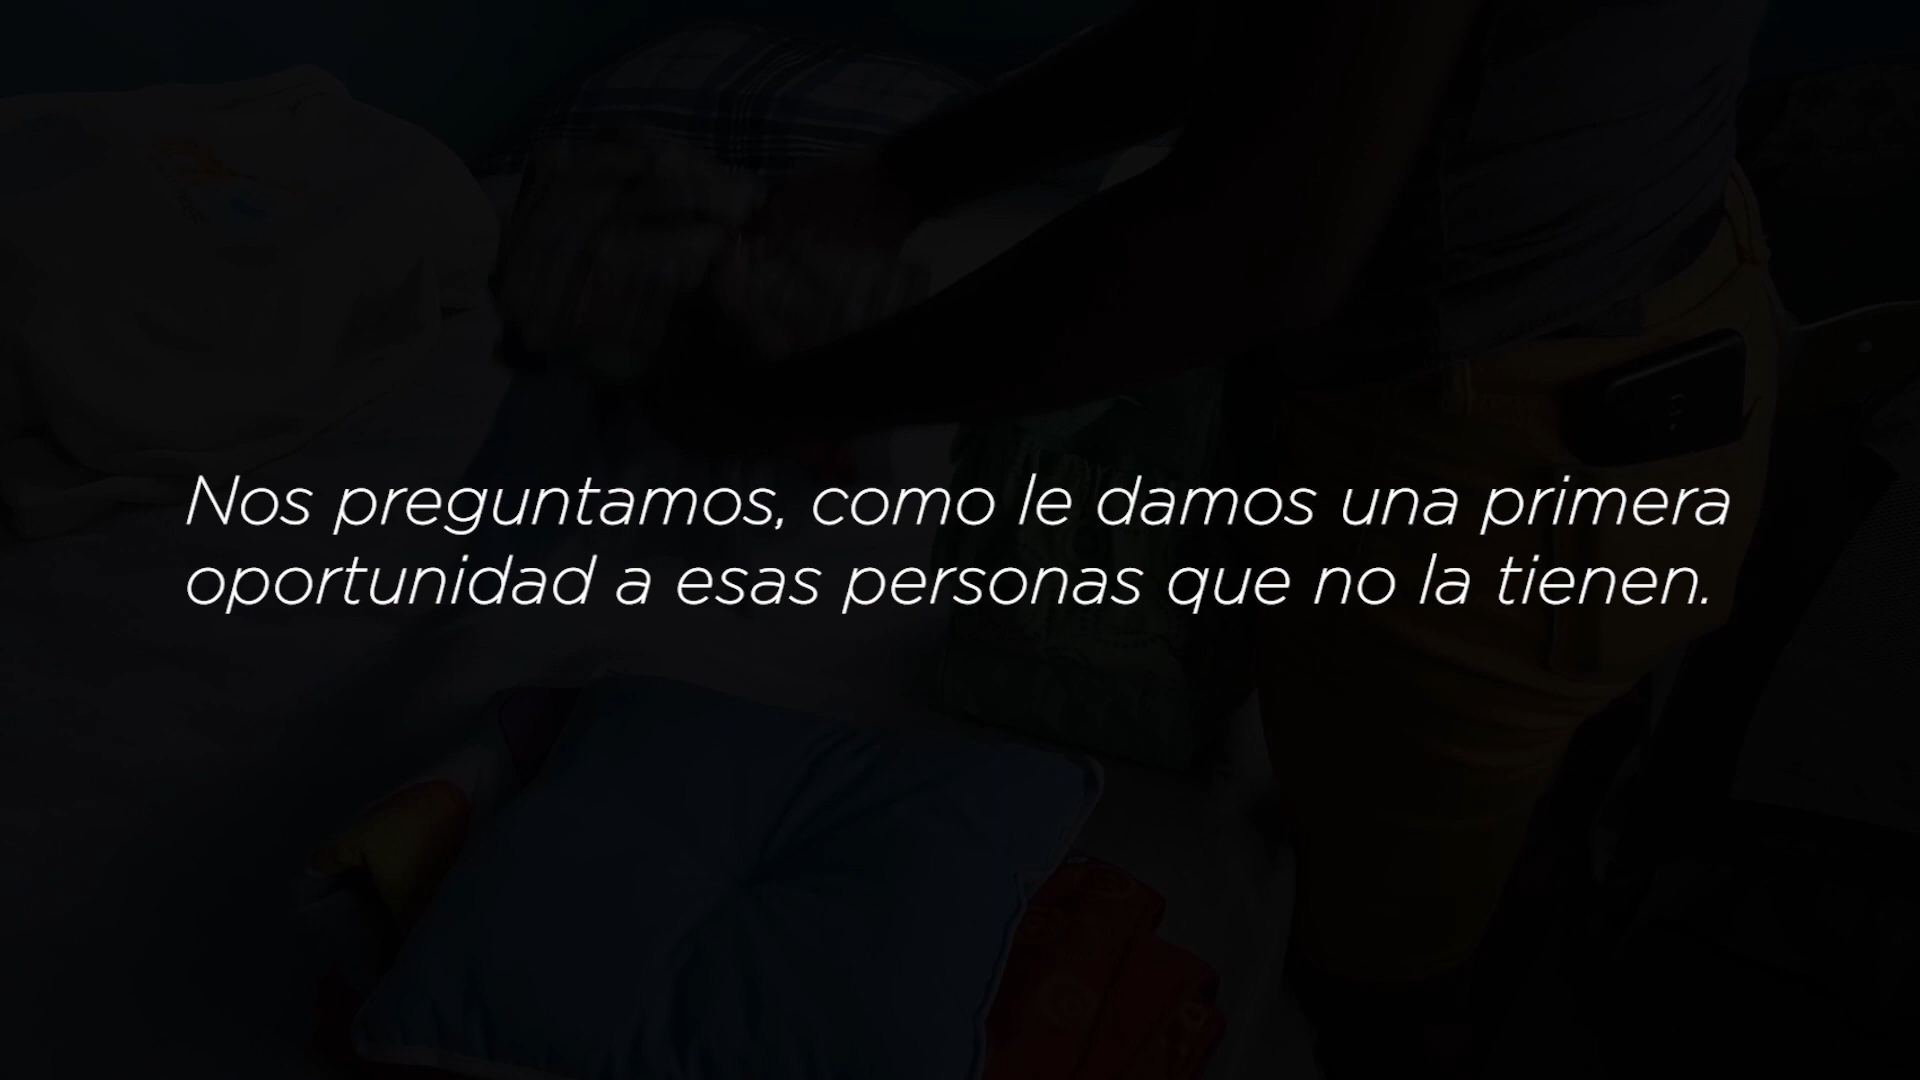 Nos preguntamos, como le damos una primera
oportunidad a esas personas que no la tienen.